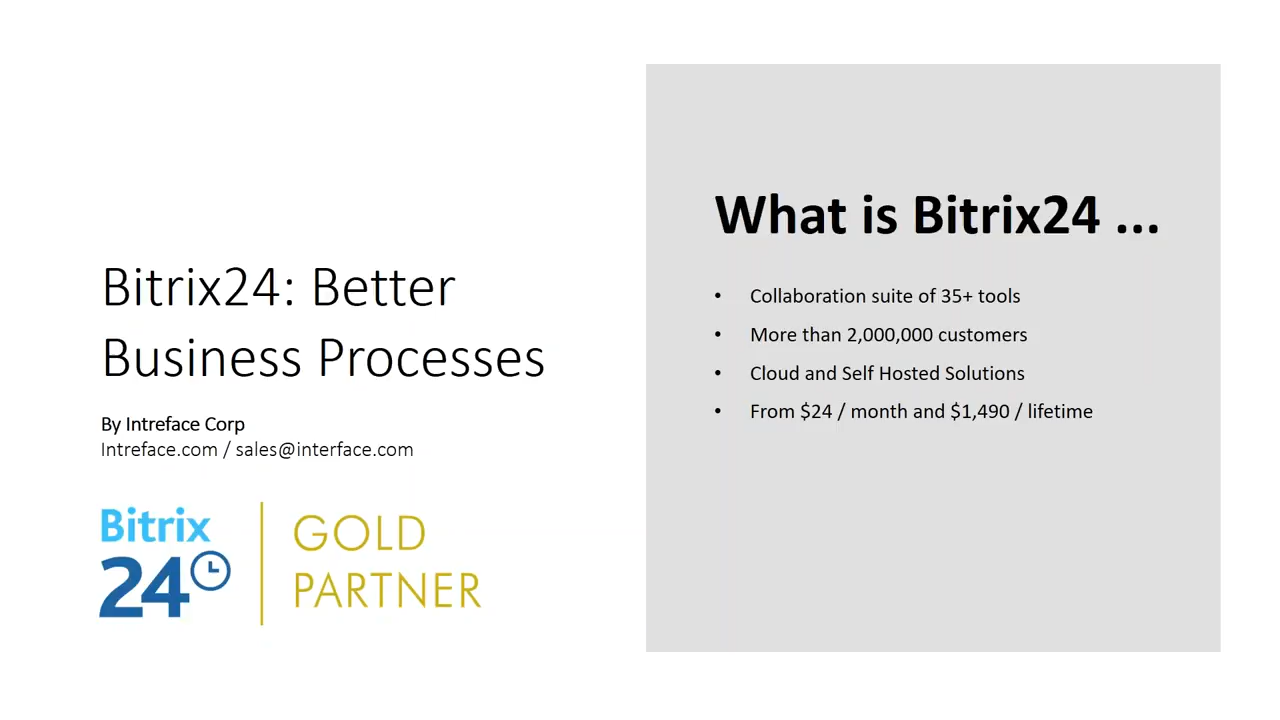 Bitrix24: Better
Business Processes
By Intreface Corp
Intreface.com / sales@interface.com
Bitrix
24
GOLD
PARTNER
What is Bitrix24 ...
• Collaboration suite of 35+ tools
• More than 2,000,000 customers
• Cloud and Self Hosted Solutions
• From $24 / month and $1,490 / lifetime